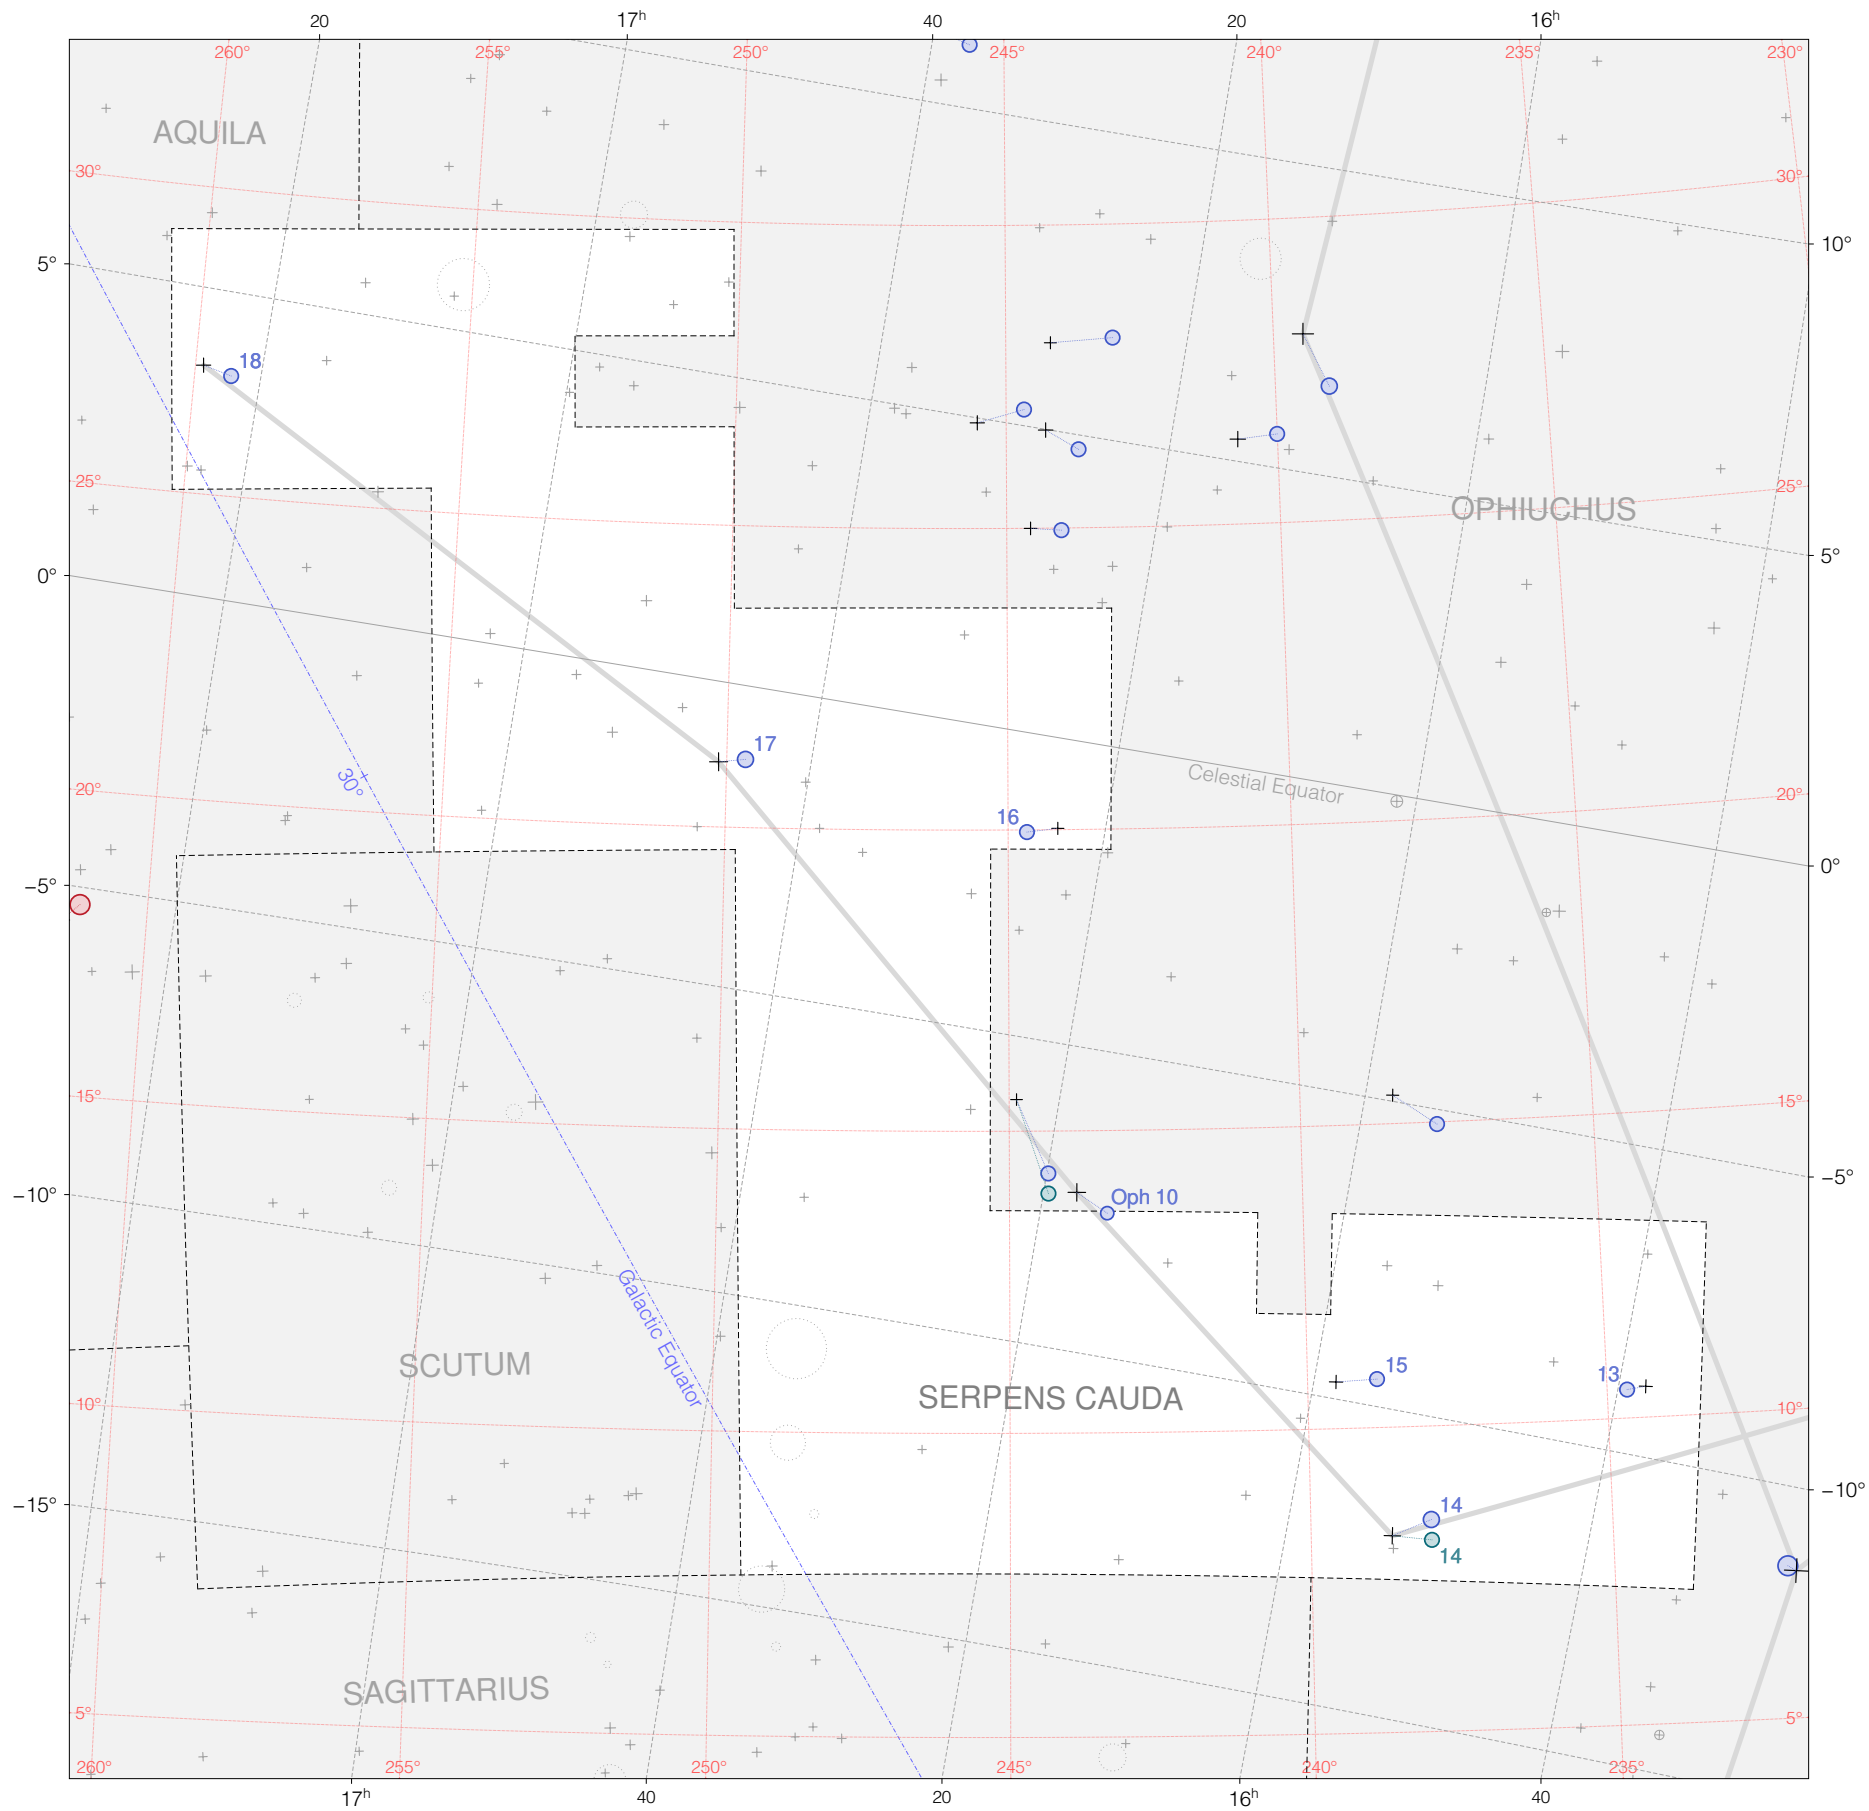 20 17h 40 20 16h
260° 255° 250° 245° 240° 235° 230°
AQUILA
30° 30°
10°
5°
18
25° 25°
OPHIUCHUS
5°
0°
17
Celestial Equator
30°
20° 20°
16
0°
−5°
15° 15°
−5°
−10°
Oph 10
Galactic Equator
SCUTUM
15
13
SERPENS CAUDA
10° 10°
−10°
−15°
14
14
SAGITTARIUS
5° 5°
260° 255° 250° 245° 240° 235°
17h 40 20 16h 40